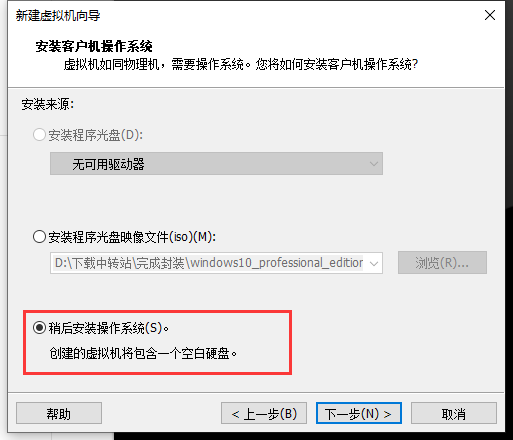 新建虚拟机向导
安装客户机操作系统
虚拟机如同物理机，需要操作系统。您将如何安装客户机操作系统?
安装来源:
安装程序光盘(D):
无可用驱动器
安装程序光盘映像文件(iso)(M):
D:\下载中转站\完成封装\windows10_professional_edition
浏览(R)...
稍后安装操作系统(S)。
创建的虚拟机将包含一个空白硬盘。
帮助
< 上一步(B)
下一步(N) >
取消